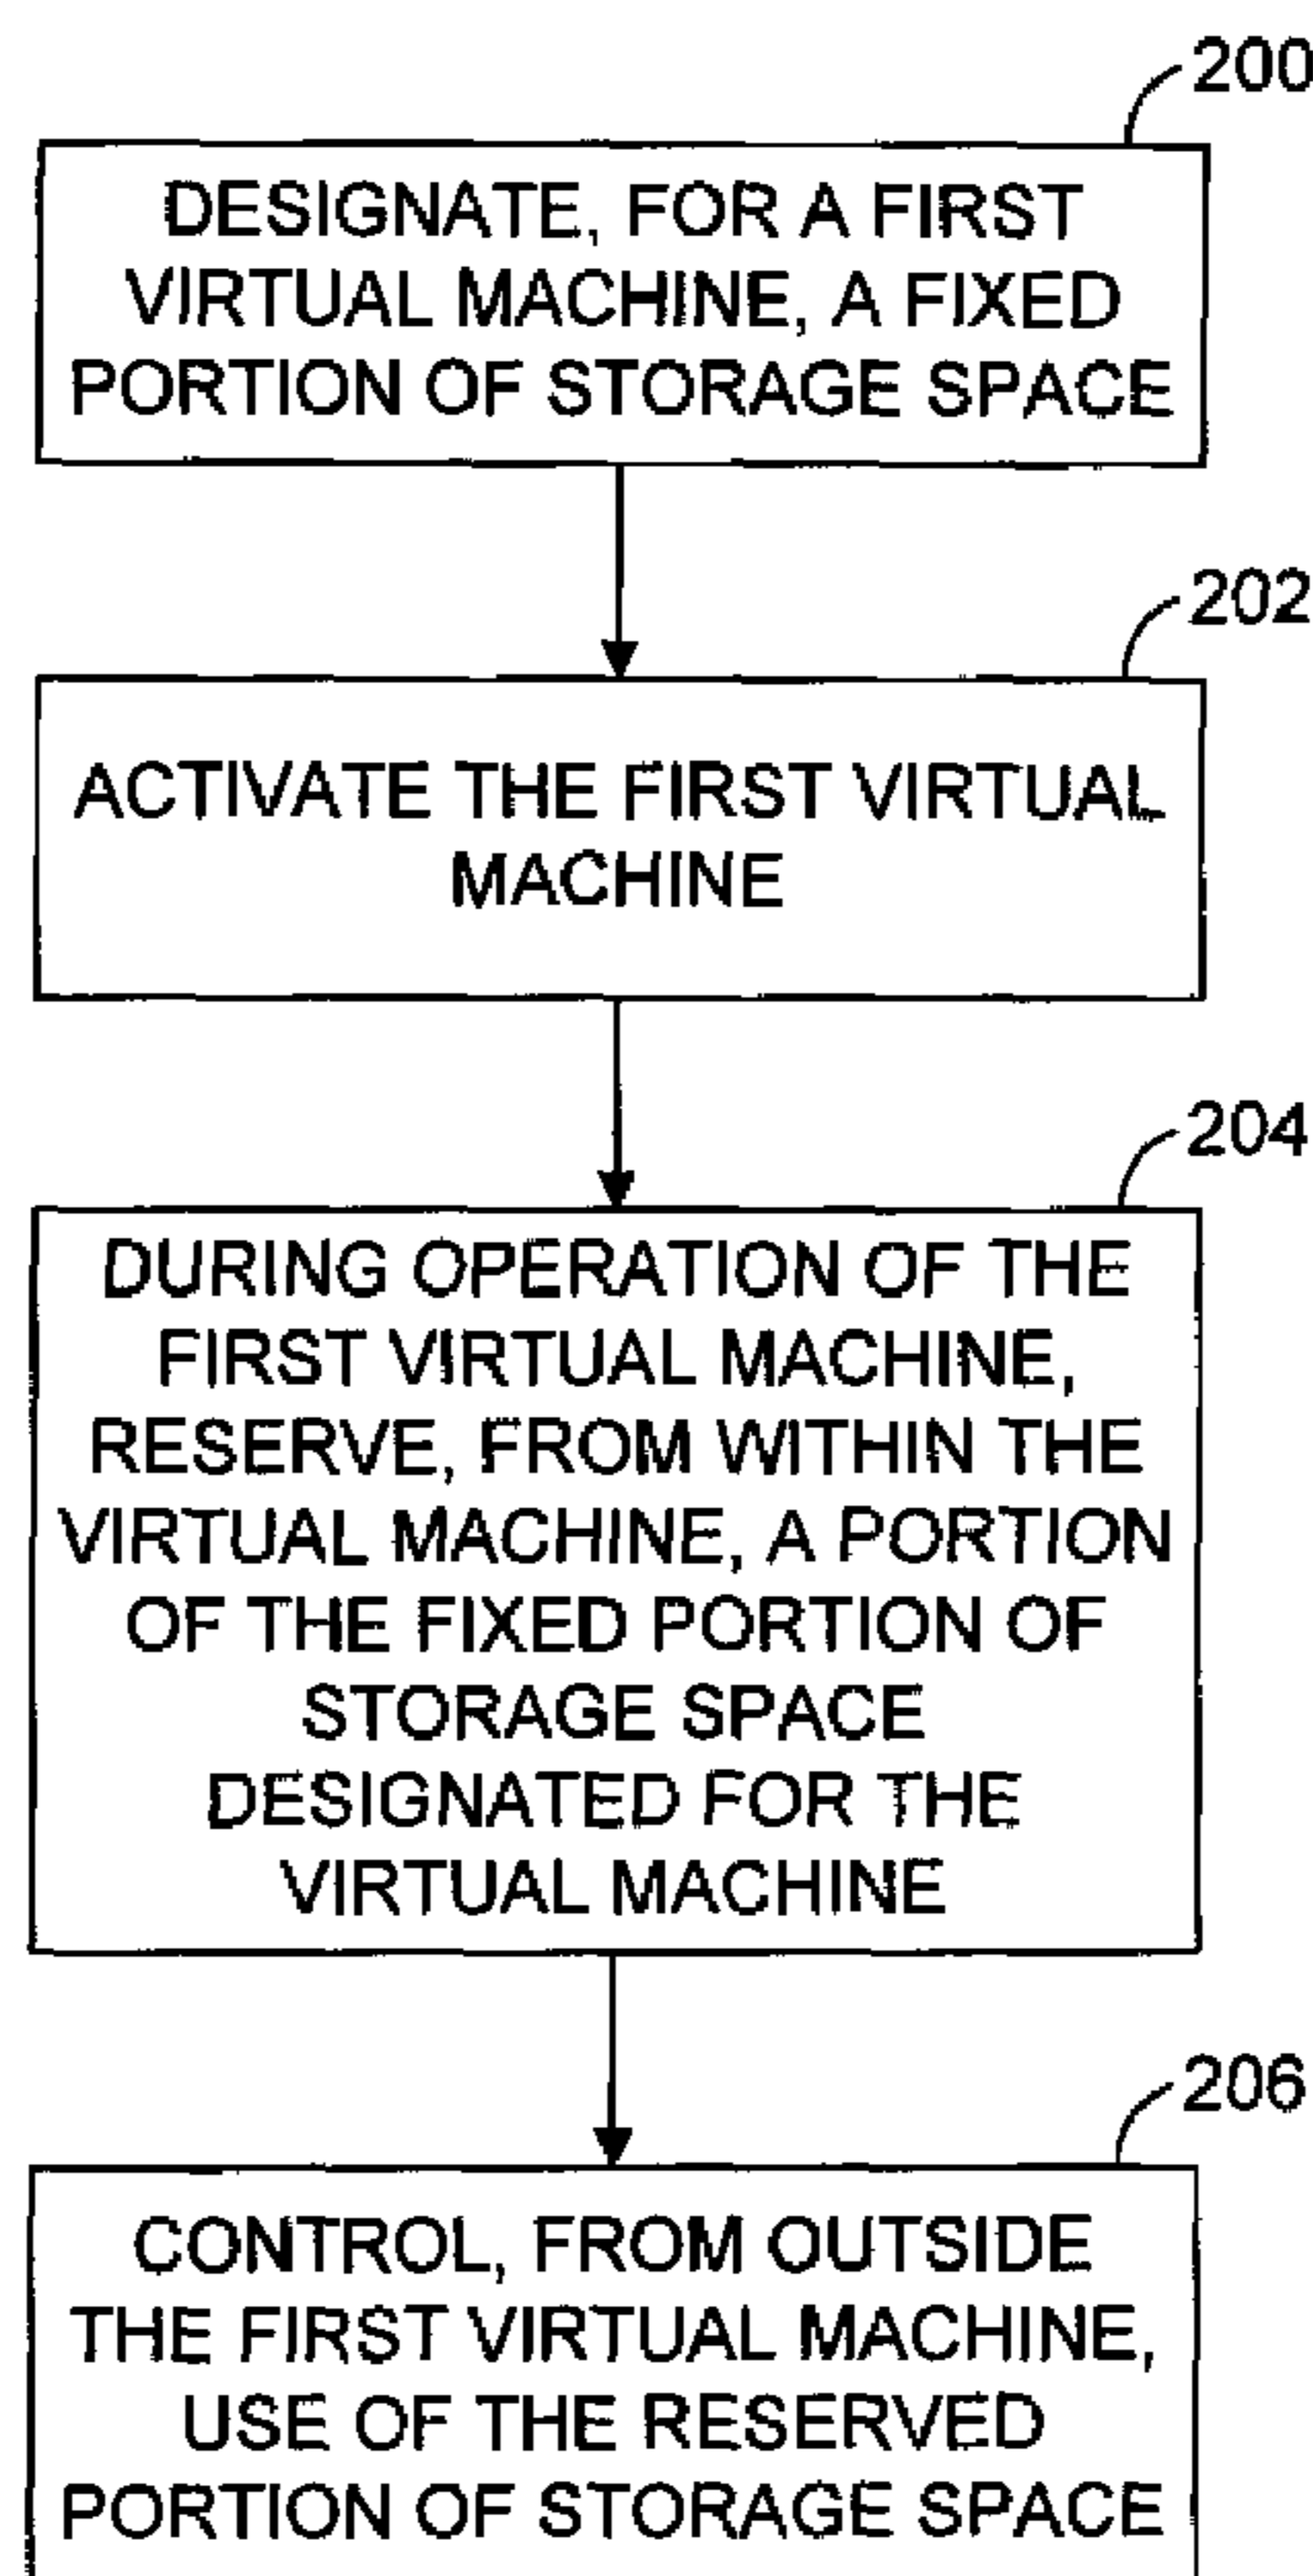 200
DESIGNATE, FOR A FIRST
VIRTUAL MACHINE, A FIXED
PORTION OF STORAGE SPACE
202
ACTIVATE THE FIRST VIRTUAL
MACHINE
204
DURING OPERATION OF THE
FIRST VIRTUAL MACHINE,
RESERVE, FROM WITHIN THE
VIRTUAL MACHINE, A PORTION
OF THE FIXED PORTION OF
STORAGE SPACE
DESIGNATED FOR THE
VIRTUAL MACHINE
206
CONTROL, FROM OUTSIDE
THE FIRST VIRTUAL MACHINE,
USE OF THE RESERVED
PORTION OF STORAGE SPACE